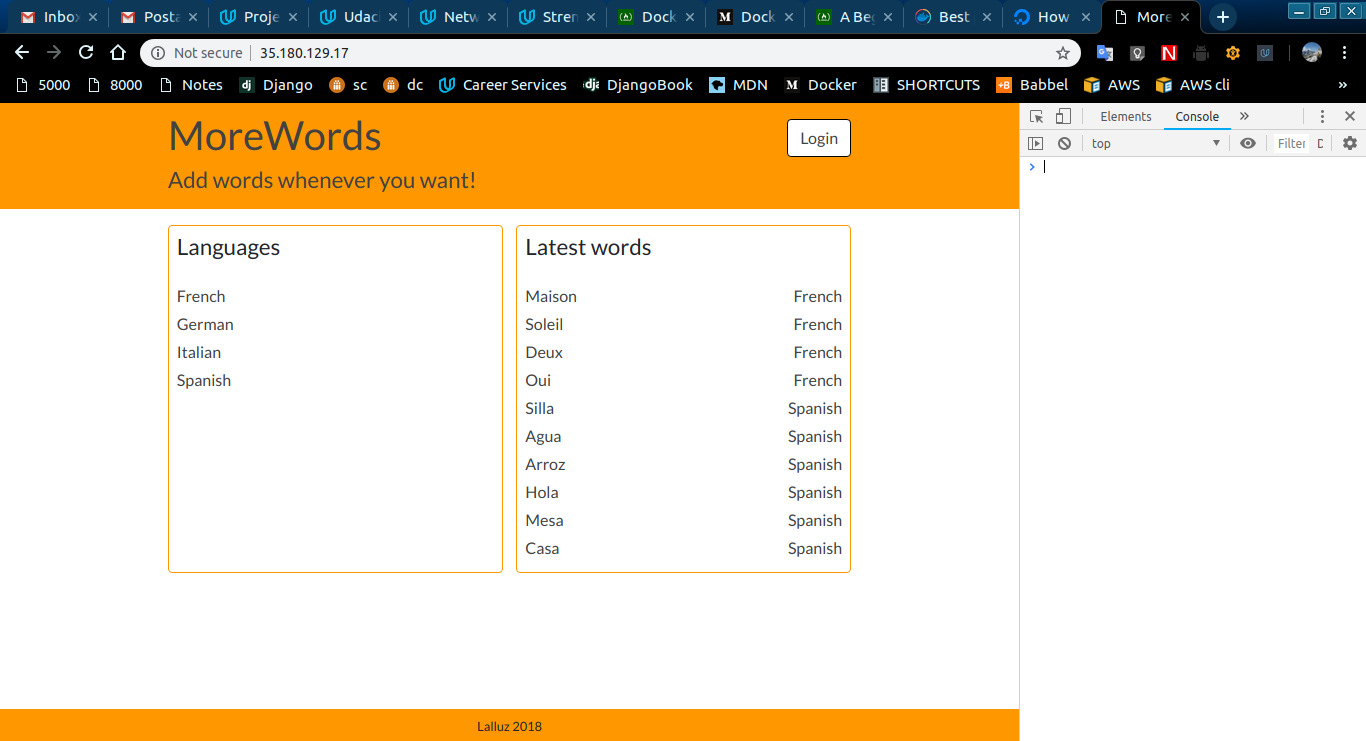 Inbox Posta Proje Udaci Netw Stren Dock Dock A Beg Best How More
Not secure 35.180.129.17
5000 8000 Notes Django sc dc Career Services DjangoBook MDN Docker SHORTCUTS Babbel AWS AWS cli »
MoreWords
Login
Add words whenever you want!
Elements Console »
top Filter D
Languages
French
German
Italian
Spanish
Latest words
Maison French
Soleil French
Deux French
Oui French
Silla Spanish
Agua Spanish
Arroz Spanish
Hola Spanish
Mesa Spanish
Casa Spanish
Lalluz 2018